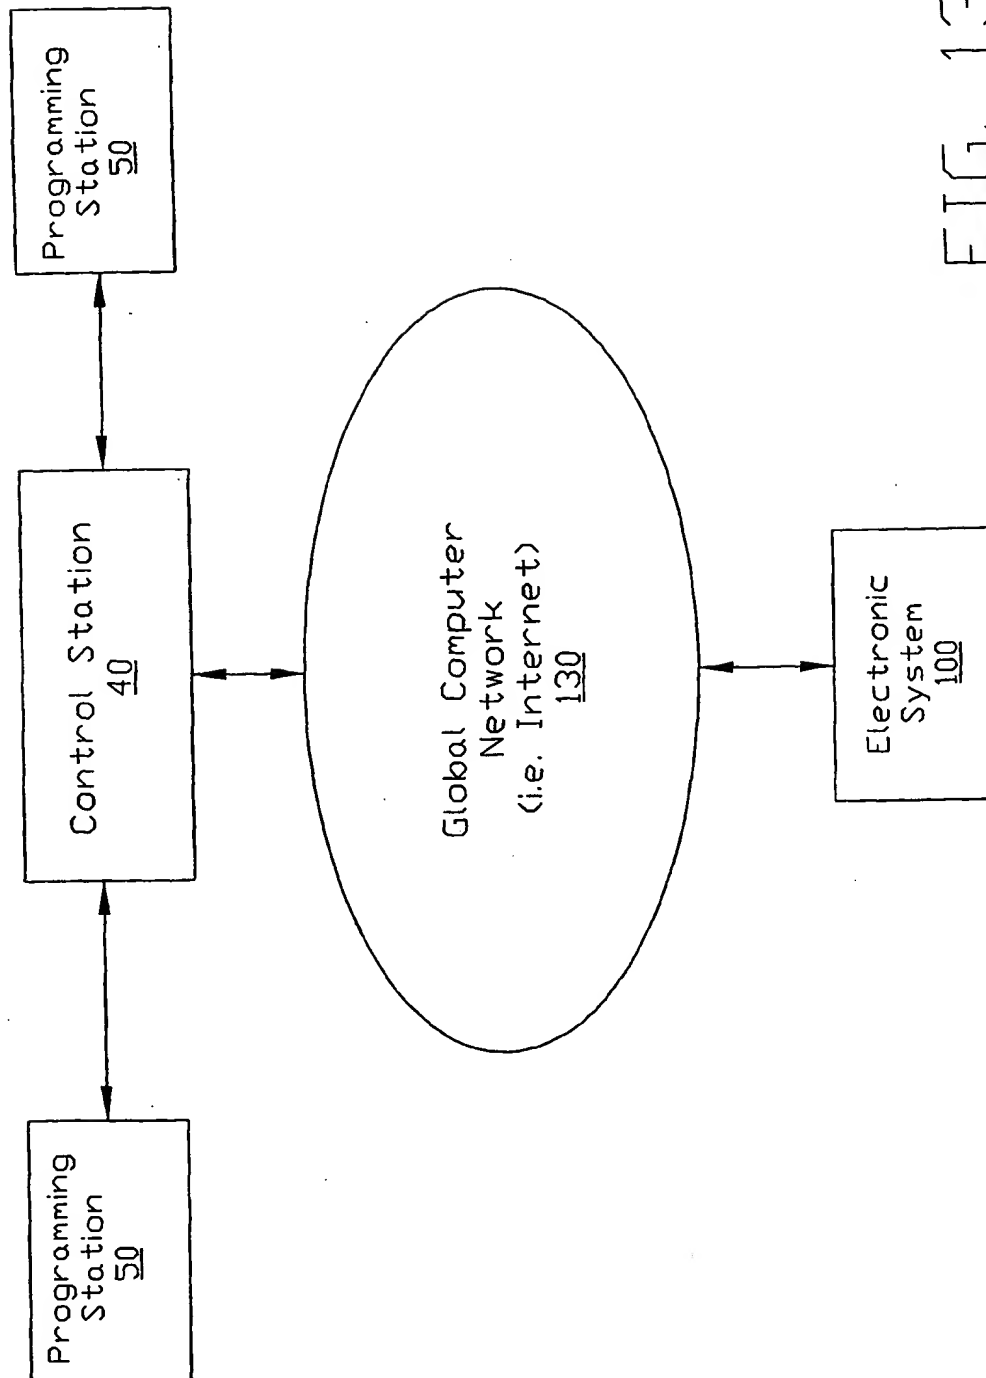 Programming
Station
50
Control Station
40
Programming
Station
50
Global Computer
Network
(i.e. Internet)
130
Electronic
System
100
FIG. 13